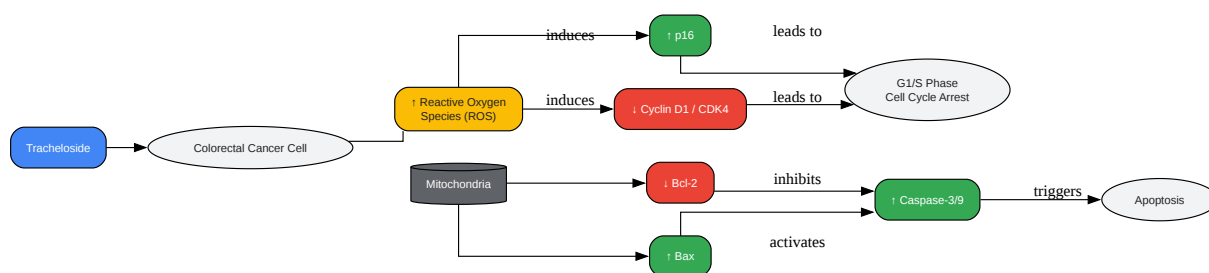 induces
↑ p16
leads to
G1/S Phase
Cell Cycle Arrest
↑ Reactive Oxygen
Species (ROS)
induces
↓ Cyclin D1 / CDK4
leads to
Tracheloside
Colorectal Cancer Cell
Mitochondria
↓ Bcl-2
inhibits
↑ Caspase-3/9
triggers
Apoptosis
↑ Bax
activates